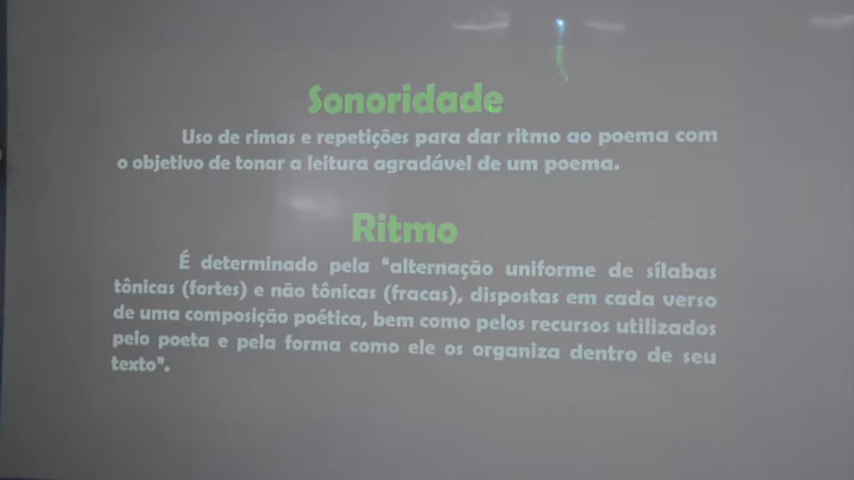 Sonoridade
Uso de rimas e repetições para dar ritmo ao poema com
o objetivo de tonar a leitura agradável de um poema.
Ritmo
É determinado pela "alternação uniforme de sílabas
tônicas (fortes) e não tônicas (fracas), dispostas em cada verso
de uma composição poética, bem como pelos recursos utilizados
pelo poeta e pela forma como ele os organiza dentro de seu
texto".